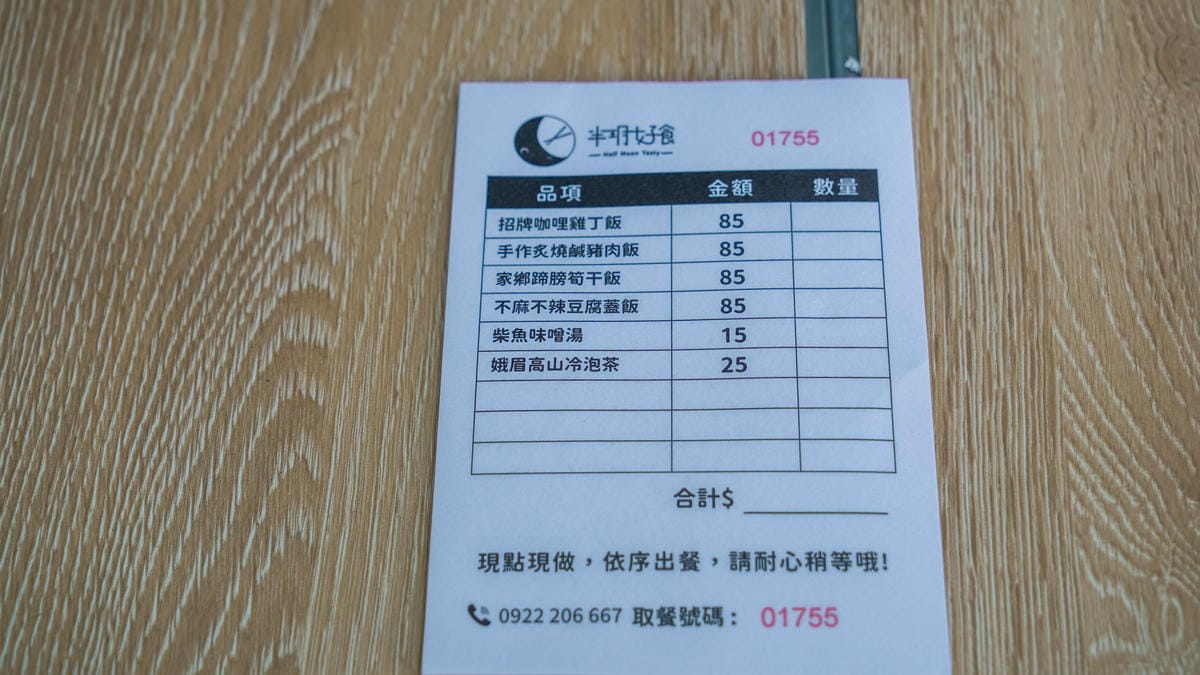 半月好食 01755
Half Moon Tasty
品項 金額 數量
招牌咖哩雞丁飯 85
手作炙燒鹹豬肉飯 85
家鄉蹄膀筍干飯 85
不麻不辣豆腐蓋飯 85
柴魚味噌湯 15
娥眉高山冷泡茶 25
合計$
現點現做，依序出餐，請耐心稍等哦!
0922 206 667 取餐號碼： 01755